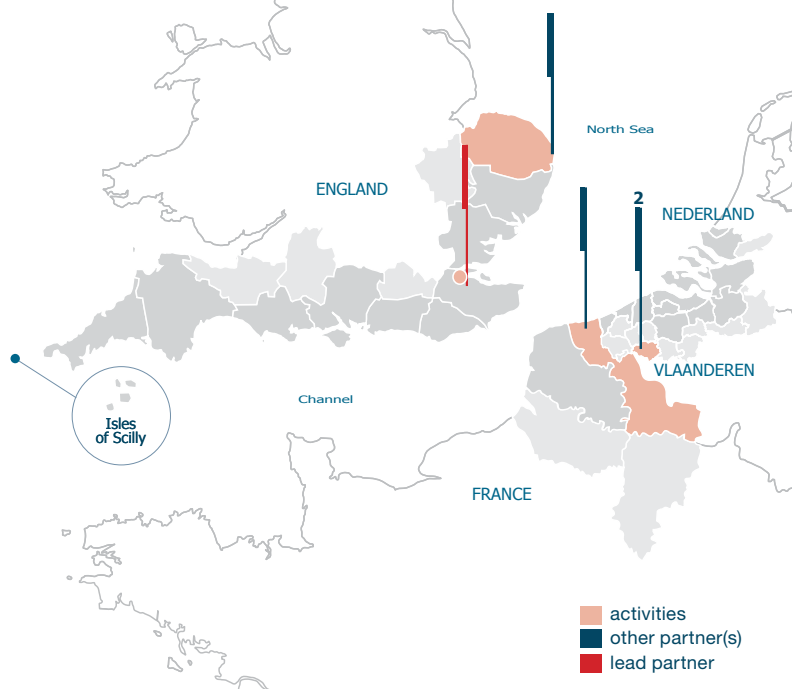 North Sea
ENGLAND
2
NEDERLAND
VLAANDEREN
Channel
Isles
of Scilly
FRANCE
activities
other partner(s)
lead partner